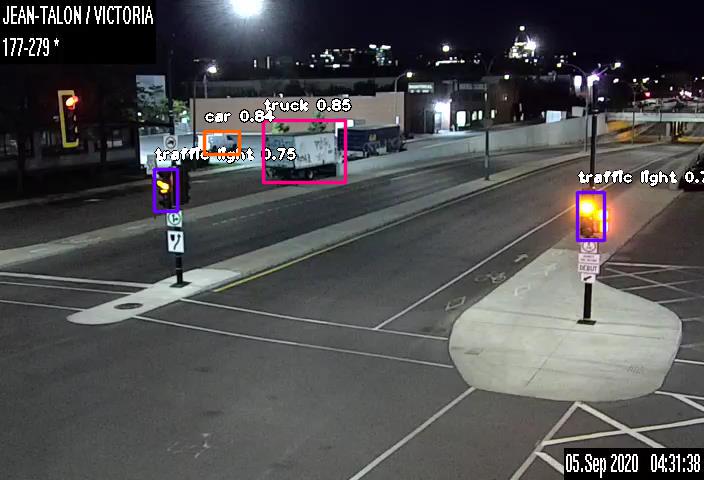 JEAN-TALON / VICTORIA
177-279 *
truck 0.85
car 0.84
traffic light 0.75
traffic light 0.7
DÉBUT
05.Sep 2020 04:31:38